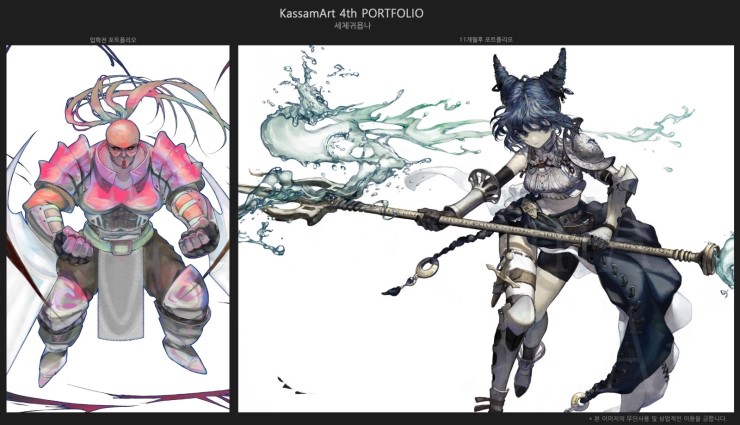 KassamArt 4th PORTFOLIO
세체귀욥나
입학전 포트폴리오
11개월후 포트폴리오
* 본 이미지의 무단사용 및 상업적인 이용을 금합니다.